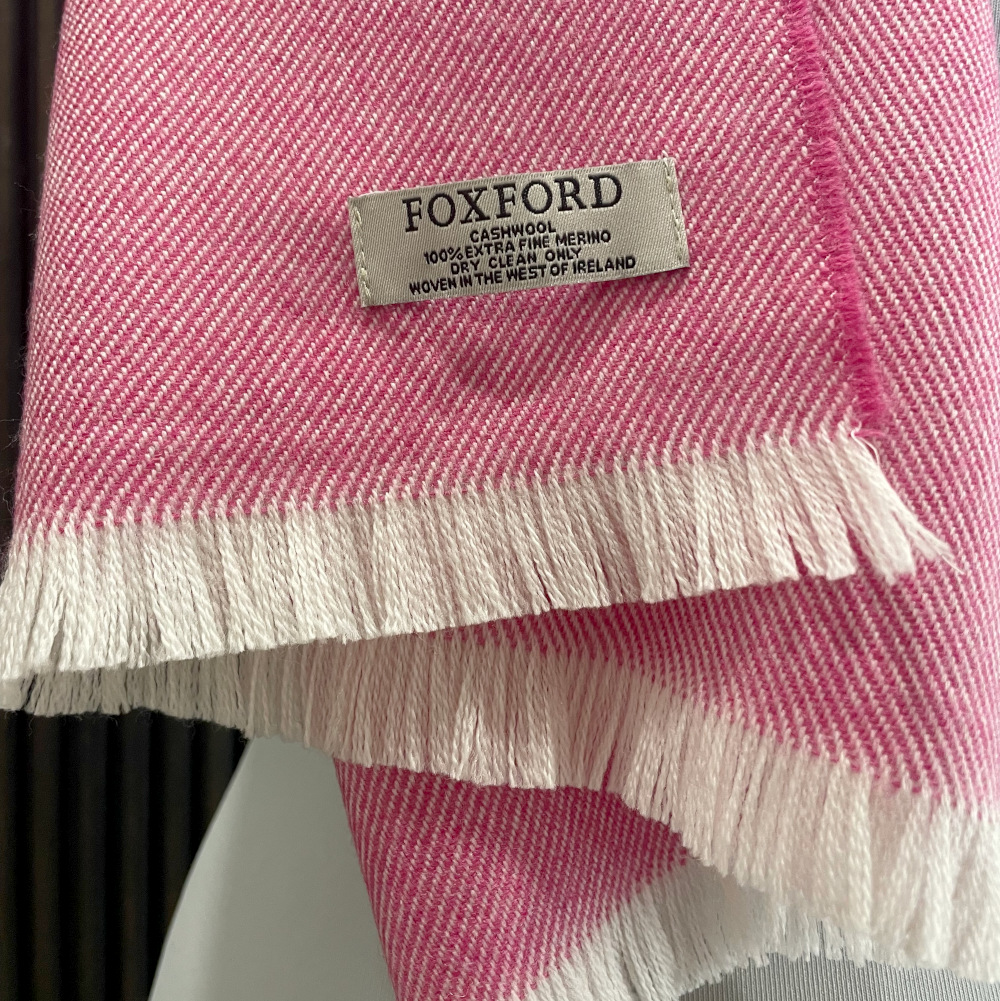 FOXFORD
CASHWOOL
100% EXTRA FINE MERINO
DRY CLEAN ONLY
WOVEN IN THE WEST OF IRELAND